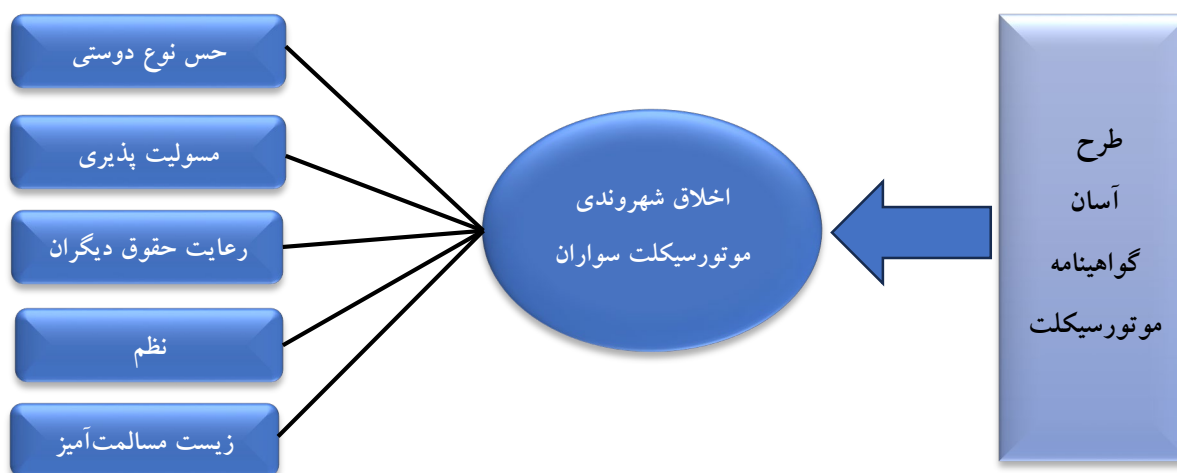 طرح
آسان
گواهینامه
موتورسیکلت
اخلاق شهروندی
موتورسیکلت سواران
حس نوع دوستی
مسولیت پذیری
رعایت حقوق دیگران
نظم
زیست مسالمت‌آمیز